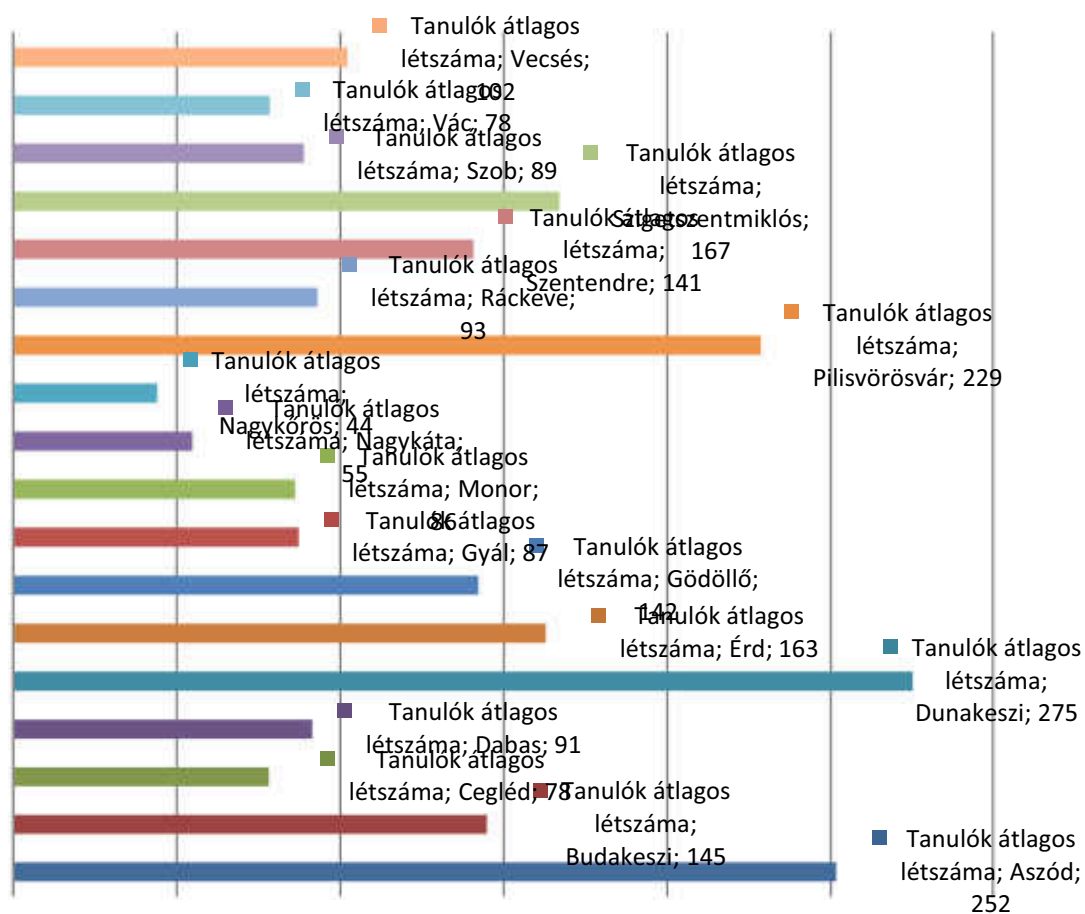 Tanulók átlagos
létszáma; Vecsés;
102
Tanulók átlagos
létszáma; Vác; 78
Tanulók átlagos
létszáma; Szob; 89
Tanulók átlagos
létszáma;
Szigetszentmiklós;
167
Tanulók átlagos
létszáma;
Szentendre; 141
Tanulók átlagos
létszáma; Ráckeve;
93
Tanulók átlagos
létszáma;
Pilisvörösvár; 229
Tanulók átlagos
létszáma;
Nagykőrös; 44
Tanulók átlagos
létszáma; Nagykáta;
55
Tanulók átlagos
létszáma; Monor;
86
Tanulók átlagos
létszáma; Gyál; 87
Tanulók átlagos
létszáma; Gödöllő;
142
Tanulók átlagos
létszáma; Érd; 163
Tanulók átlagos
létszáma;
Dunakeszi; 275
Tanulók átlagos
létszáma; Dabas; 91
Tanulók átlagos
létszáma; Cegléd; 78
Tanulók átlagos
létszáma;
Budakeszi; 145
Tanulók átlagos
létszáma; Aszód;
252